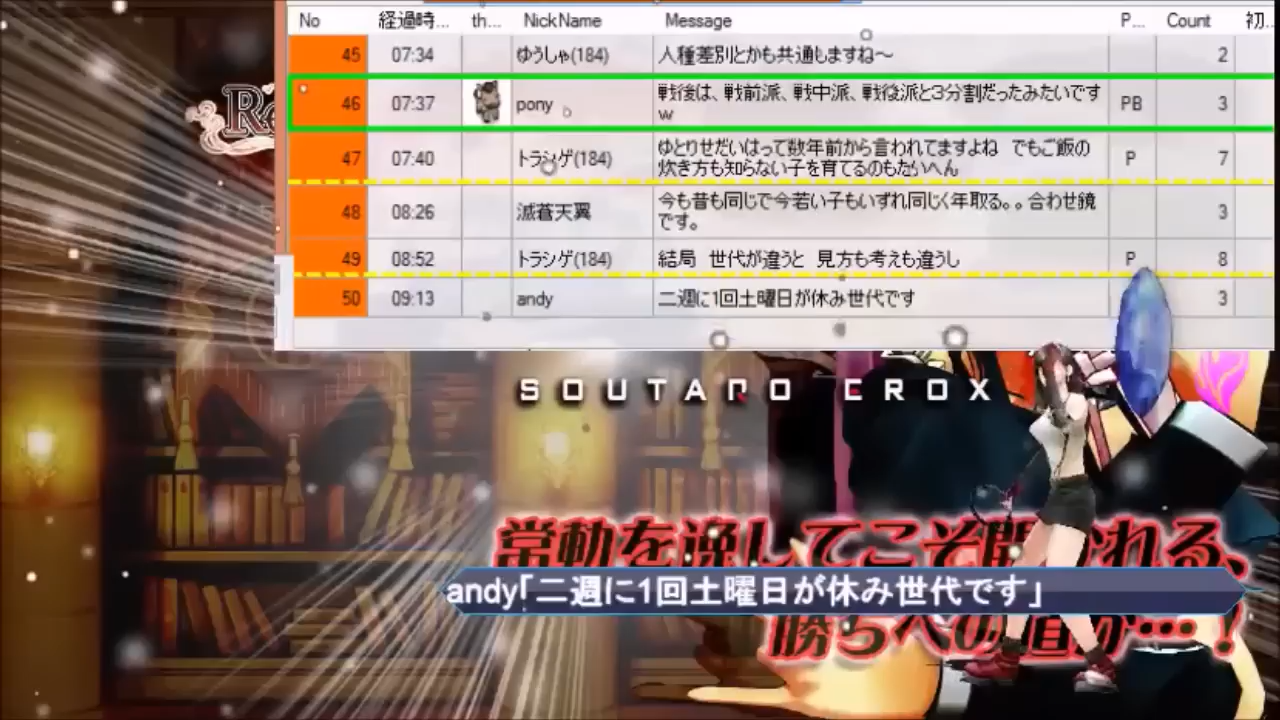 No 経過時... th... NickName Message P... Count 初...
45 07:34 ゆうしゃ(184) 人種差別とかも共通しますね～ 2
46 07:37 pony 戦後は、戦前派、戦中派、戦後派と3分割だったみたいです PB 3
w
47 07:40 トラシゲ(184) ゆとりせだいはって数年前から言われてますよね でもご飯の P 7
炊き方も知らない子を育てるのもたいへん
48 08:26 滅蒼天翼 今も昔も同じで今若い子もいずれ同じく年取る。。合わせ鏡 3
です。
49 08:52 トラシゲ(184) 結局 世代が違うと 見方も考えも違うし P 8
50 09:13 andy 二週に1回土曜日が休み世代です 3
SOUTARO EROX
常軌を逸してこそ開かれる、
andy「二週に1回土曜日が休み世代です」
勝ちへの道が…！